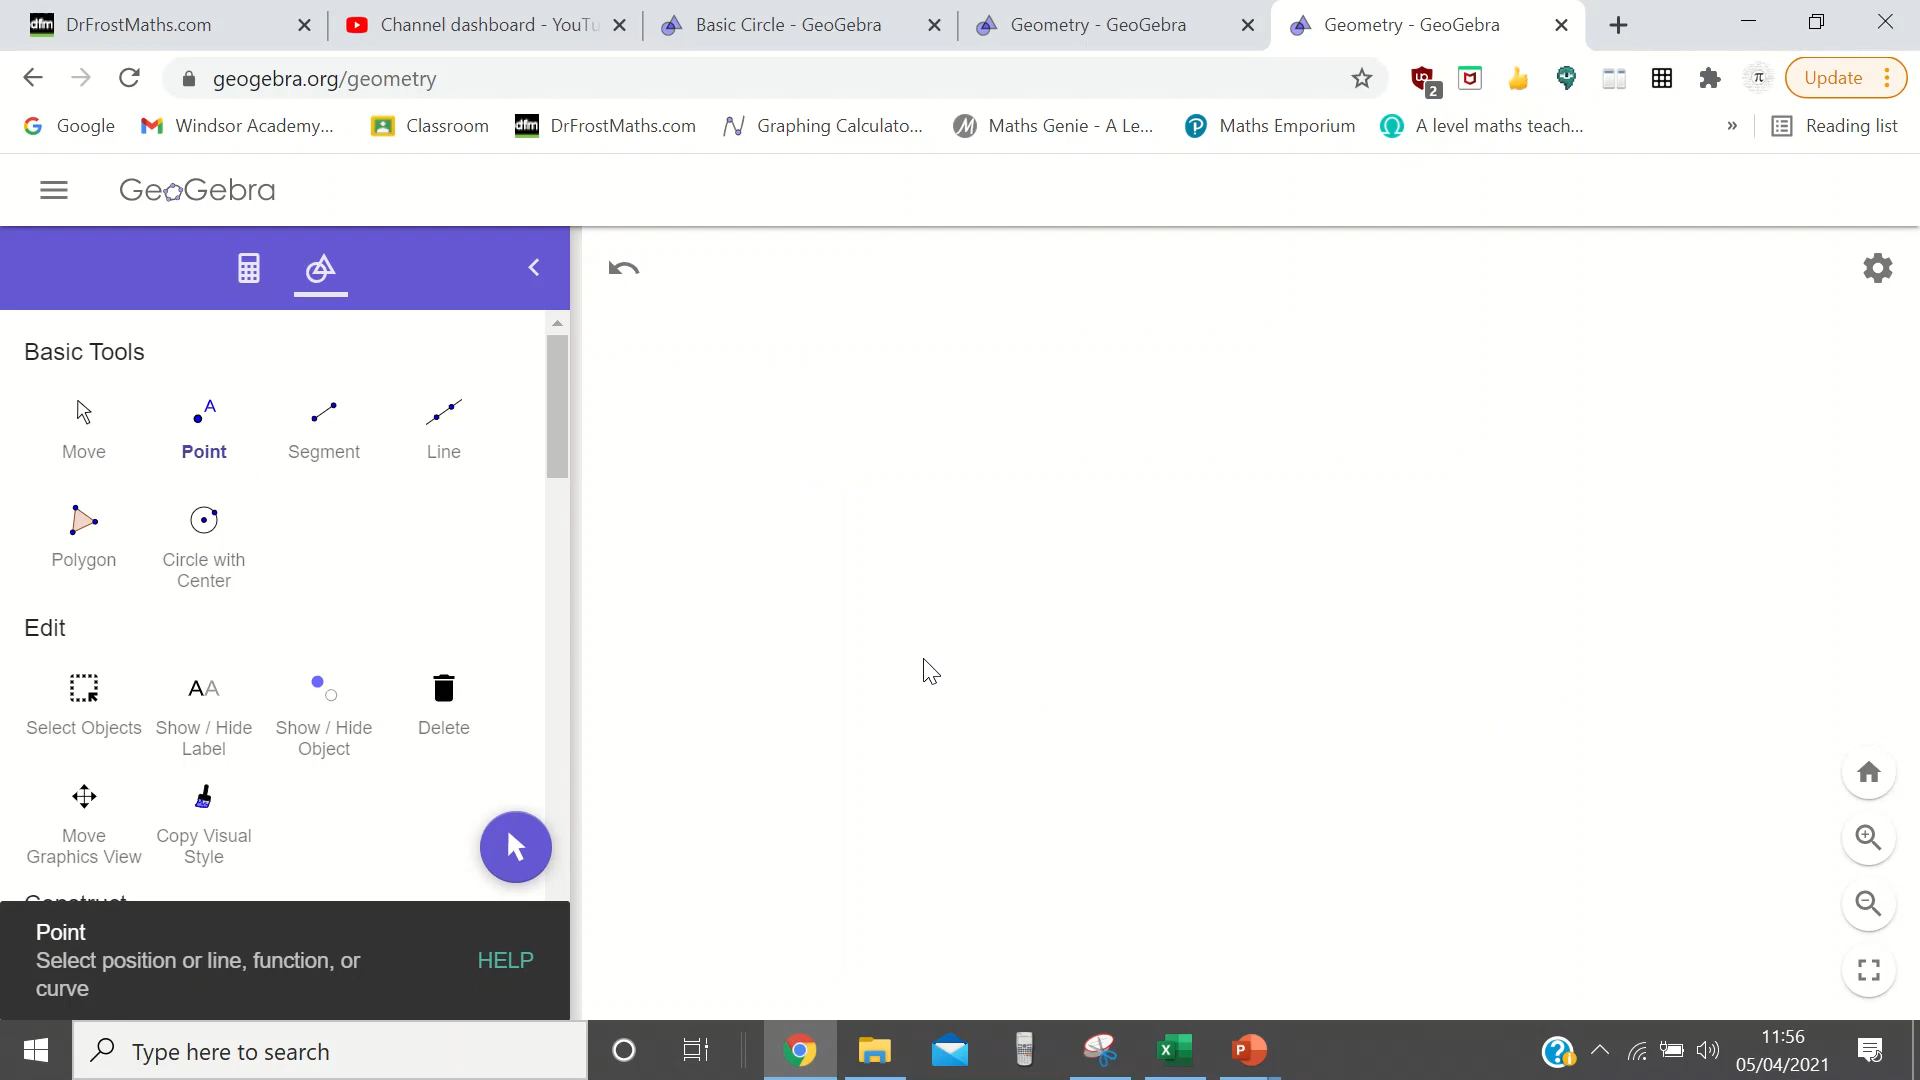 DrFrostMaths.com
Channel dashboard - YouTu
Basic Circle - GeoGebra
Geometry - GeoGebra
Geometry - GeoGebra
geogebra.org/geometry
2
π
Update
Google
Windsor Academy...
Classroom
dfm
DrFrostMaths.com
Graphing Calculato...
Maths Genie - A Le...
Maths Emporium
A level maths teach...
»
Reading list
GeoGebra
Basic Tools
Move
A
Point
Segment
Line
Polygon
Circle with
Center
Edit
Select Objects
AA
Show / Hide
Label
Show / Hide
Object
Delete
Move
Graphics View
Copy Visual
Style
Construct
Point
Select position or line, function, or
curve
HELP
Type here to search
11:56
05/04/2021